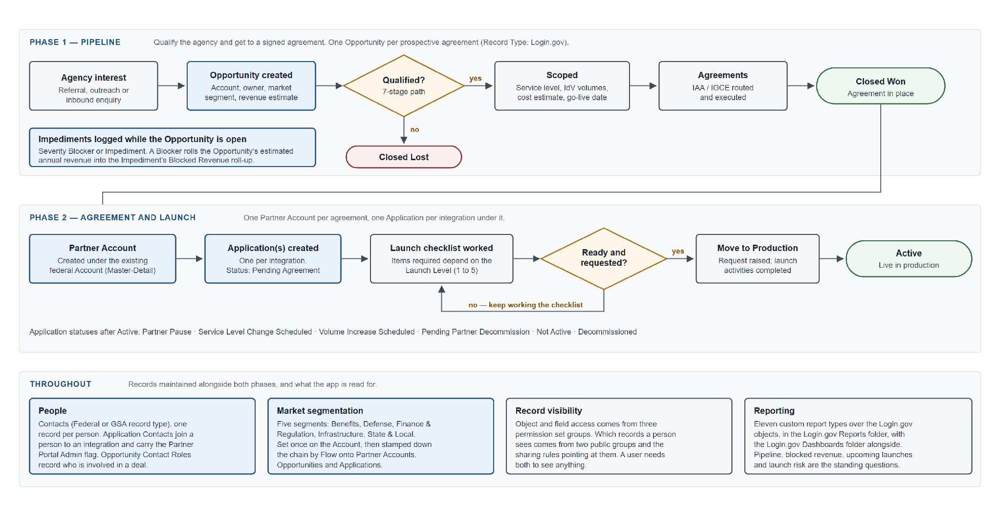 PHASE 1 — PIPELINE
Qualify the agency and get to a signed agreement. One Opportunity per prospective agreement (Record Type: Login.gov).
Agency interest
Referral, outreach or
inbound enquiry
Opportunity created
Account, owner, market
segment, revenue estimate
Qualified?
7-stage path
yes
no
Scoped
Service level, IdV volumes,
cost estimate, go-live date
Agreements
IAA / IGCE routed
and executed
Closed Won
Agreement in place
Impediments logged while the Opportunity is open
Severity Blocker or Impediment. A Blocker rolls the Opportunity's estimated
annual revenue into the Impediment's Blocked Revenue roll-up.
Closed Lost
PHASE 2 — AGREEMENT AND LAUNCH
One Partner Account per agreement, one Application per integration under it.
Partner Account
Created under the existing
federal Account (Master-Detail)
Application(s) created
One per integration.
Status: Pending Agreement
Launch checklist worked
Items required depend on the
Launch Level (1 to 5)
Ready and
requested?
yes
no — keep working the checklist
Move to Production
Request raised; launch
activities completed
Active
Live in production
Application statuses after Active: Partner Pause · Service Level Change Scheduled · Volume Increase Scheduled · Pending Partner Decommission · Not Active · Decommissioned
THROUGHOUT
Records maintained alongside both phases, and what the app is read for.
People
Contacts (Federal or GSA record type), one
record per person. Application Contacts join a
person to an integration and carry the Partner
Portal Admin flag. Opportunity Contact Roles
record who is involved in a deal.
Market segmentation
Five segments: Benefits, Defense, Finance &
Regulation, Infrastructure, State & Local.
Set once on the Account, then stamped down
the chain by Flow onto Partner Accounts,
Opportunities and Applications.
Record visibility
Object and field access comes from three
permission set groups. Which records a person
sees comes from two public groups and the
sharing rules pointing at them. A user needs
both to see anything.
Reporting
Eleven custom report types over the Login.gov
objects, in the Login.gov Reports folder, with
the Login.gov Dashboards folder alongside.
Pipeline, blocked revenue, upcoming launches
and launch risk are the standing questions.